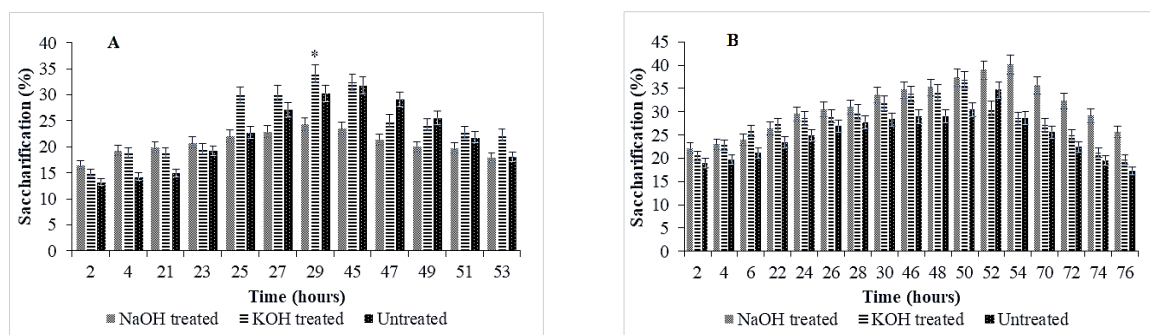 A
*
Saccharification (%)
40
35
30
25
20
15
10
5
0
2 4 21 23 25 27 29 45 47 49 51 53
Time (hours)
NaOH treated KOH treated Untreated
B
Saccharification (%)
45
40
35
30
25
20
15
10
5
0
2 4 6 22 24 26 28 30 46 48 50 52 54 70 72 74 76
Time (hours)
NaOH treated KOH treated Untreated